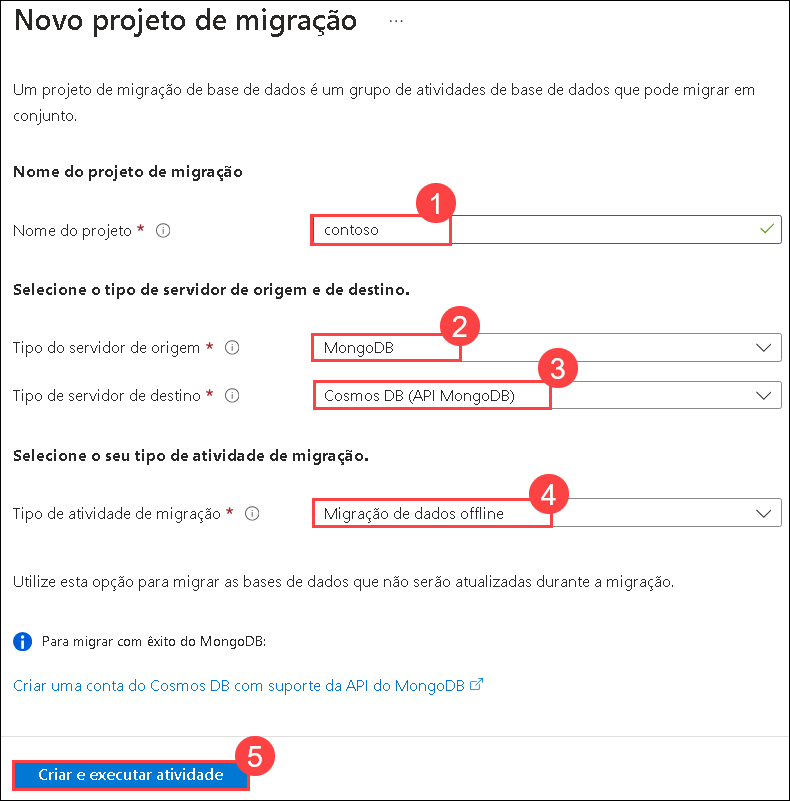 Novo projeto de migração ...
Um projeto de migração de base de dados é um grupo de atividades de base de dados que pode migrar em
conjunto.
Nome do projeto de migração
1
Nome do projeto * contoso
Selecione o tipo de servidor de origem e de destino.
2
Tipo do servidor de origem * MongoDB
3
Tipo de servidor de destino * Cosmos DB (API MongoDB)
Selecione o seu tipo de atividade de migração.
4
Tipo de atividade de migração * Migração de dados offline
Utilize esta opção para migrar as bases de dados que não serão atualizadas durante a migração.
Para migrar com êxito do MongoDB:
Criar uma conta do Cosmos DB com suporte da API do MongoDB
5
Criar e executar atividade